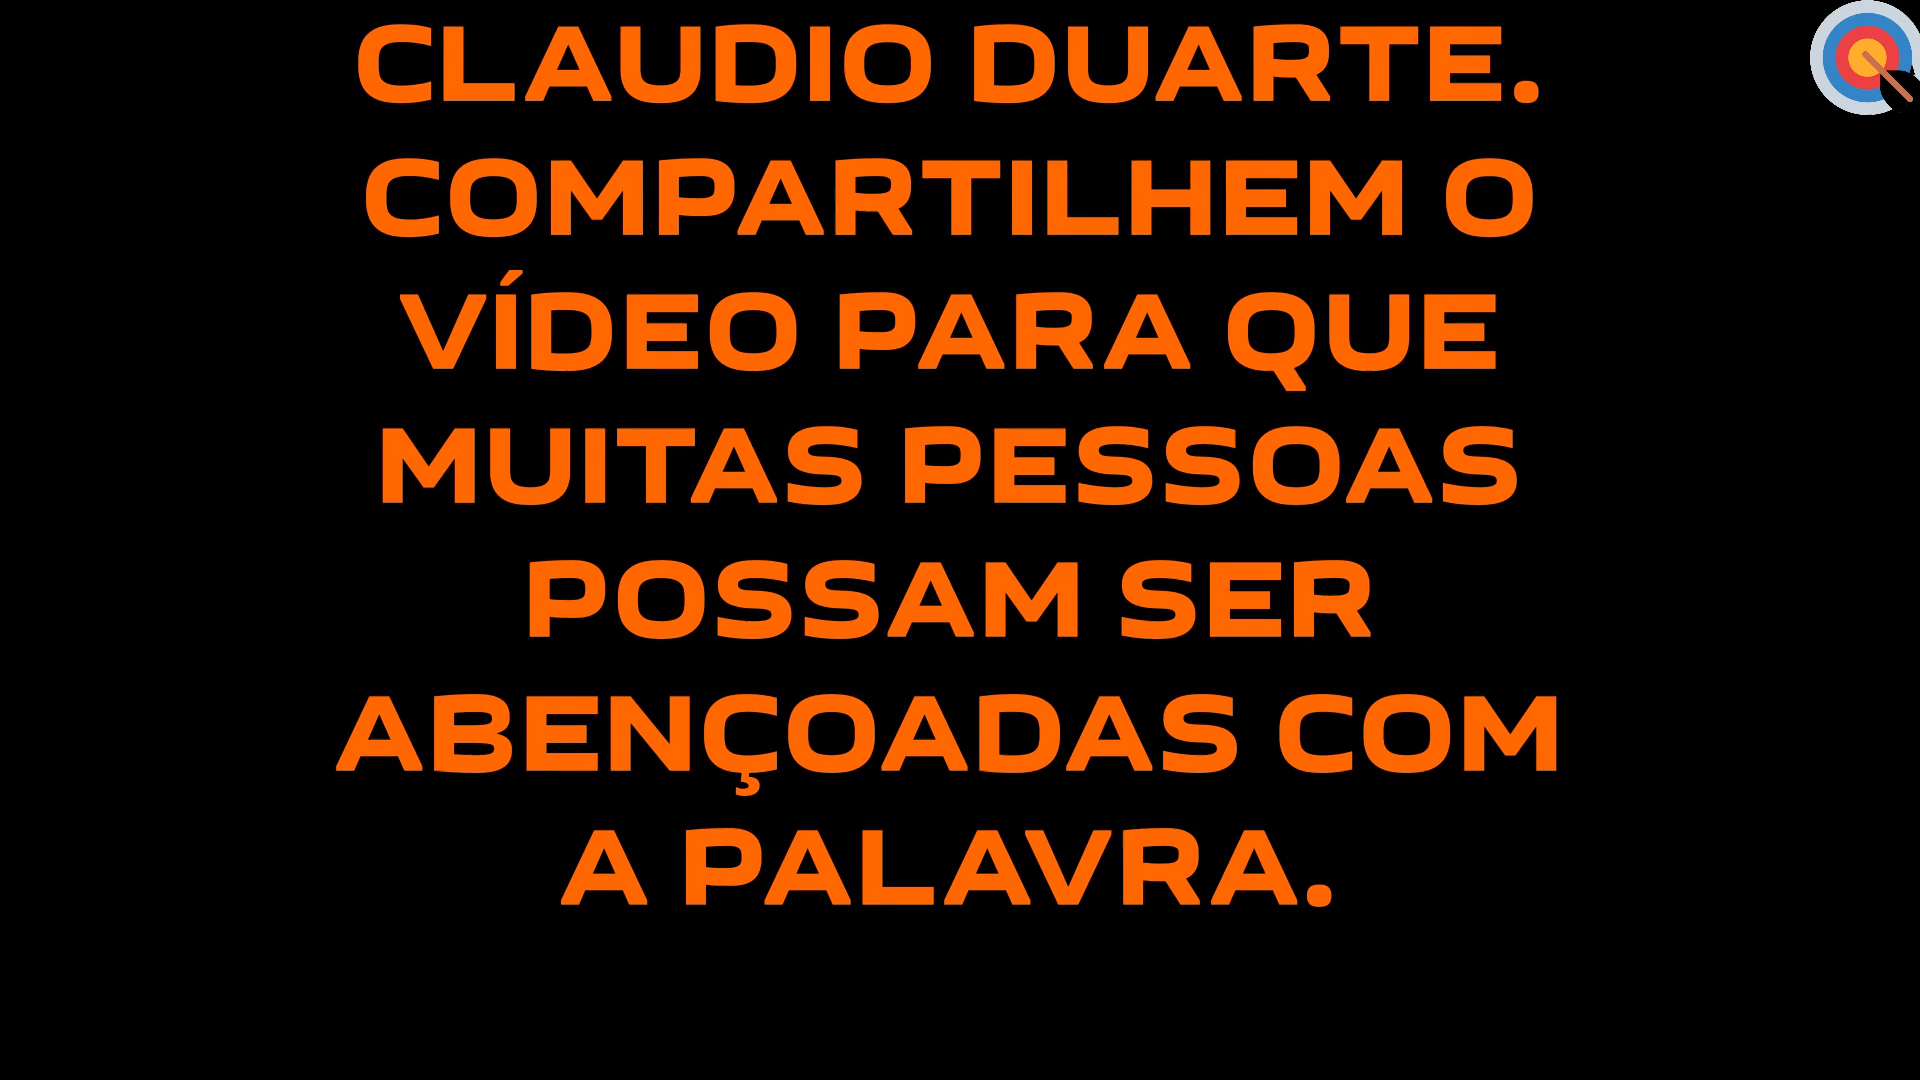 CLAUDIO DUARTE.
COMPARTILHEM O
VÍDEO PARA QUE
MUITAS PESSOAS
POSSAM SER
ABENÇOADAS COM
A PALAVRA.